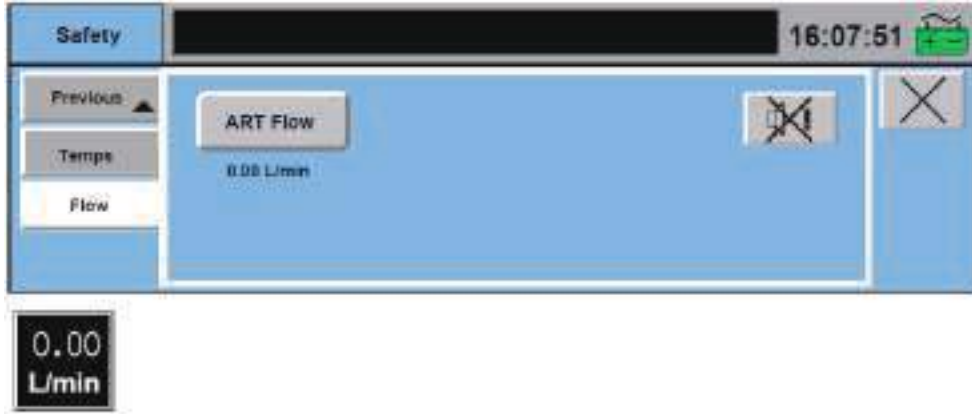 Safety
16:07:51
Previous
ART Flow
Temps
0.00 L/min
Flow
0.00
L/min